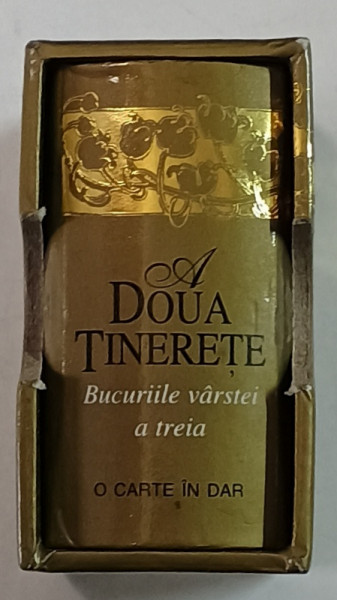 A
DOUA
TINEREȚE
Bucuriile vârstei
a treia
O CARTE ÎN DAR